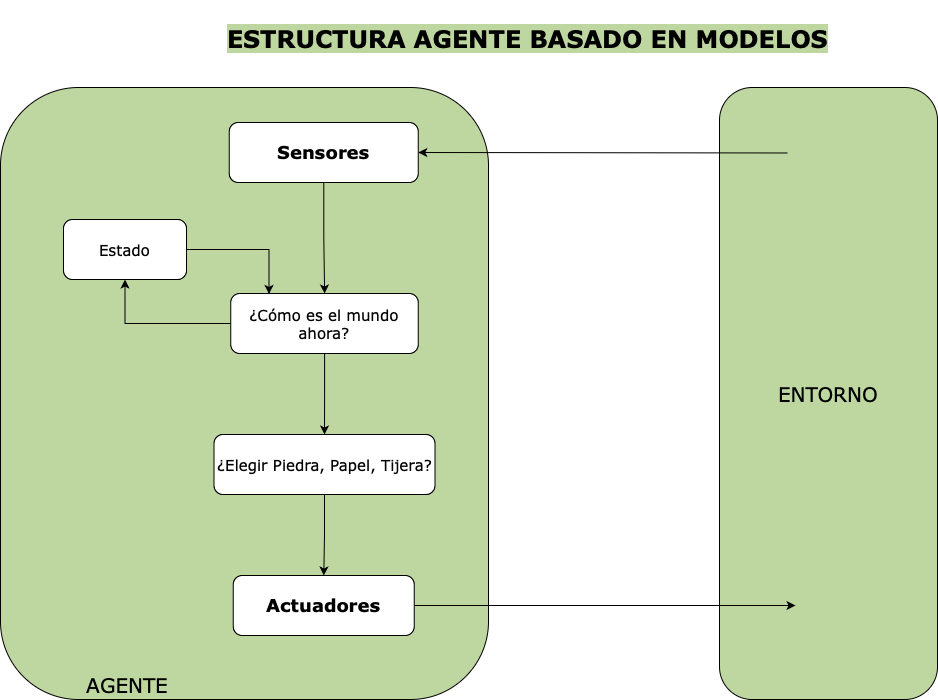 ESTRUCTURA AGENTE BASADO EN MODELOS
Sensores
Estado
¿Cómo es el mundo
ahora?
ENTORNO
¿Elegir Piedra, Papel, Tijera?
Actuadores
AGENTE